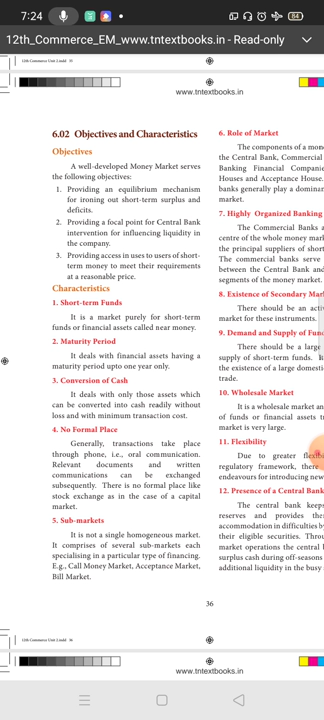 7:24
84
12th_Commerce_EM_www.tntextbooks.in - Read-only
12th Commerce Unit 2.indd 35
www.tntextbooks.in
6.02 Objectives and Characteristics
Objectives
A well-developed Money Market serves
the following objectives:
1. Providing an equilibrium mechanism
for ironing out short-term surplus and
deficits.
2. Providing a focal point for Central Bank
intervention for influencing liquidity in
the company.
3. Providing access in uses to users of short-
term money to meet their requirements
at a reasonable price.
Characteristics
1. Short-term Funds
It is a market purely for short-term
funds or financial assets called near money.
2. Maturity Period
It deals with financial assets having a
maturity period upto one year only.
3. Conversion of Cash
It deals with only those assets which
can be converted into cash readily without
loss and with minimum transaction cost.
4. No Formal Place
Generally, transactions take place
through phone, i.e., oral communication.
Relevant documents and written
communications can be exchanged
subsequently. There is no formal place like
stock exchange as in the case of a capital
market.
5. Sub-markets
It is not a single homogeneous market.
It comprises of several sub-markets each
specialising in a particular type of financing.
E.g., Call Money Market, Acceptance Market,
Bill Market.
6. Role of Market
The components of a
the Central Bank, Commercial
Banking Financial
Houses and Acceptance House.
banks generally play a
market.
7. Highly Organized Banking
The Commercial Banks
centre of the whole money
the principal suppliers of
The commercial banks serve
between the Central Bank and
segments of the money market.
8. Existence of Secondary
There should be an
market for these instruments.
9. Demand and Supply of
There should be a large
supply of short-term funds.
the existence of a large
trade.
10. Wholesale Market
It is a wholesale market
of funds or financial assets
market is very large.
11. Flexibility
Due to greater
regulatory framework, there
endeavours for introducing new
12. Presence of a Central Bank
The central bank
reserves and provides
accommodation in difficulties
their eligible securities.
market operations the central
surplus cash during off-seasons
additional liquidity in the busy
36
12th Commerce Unit 2.indd 36
www.tntextbooks.in